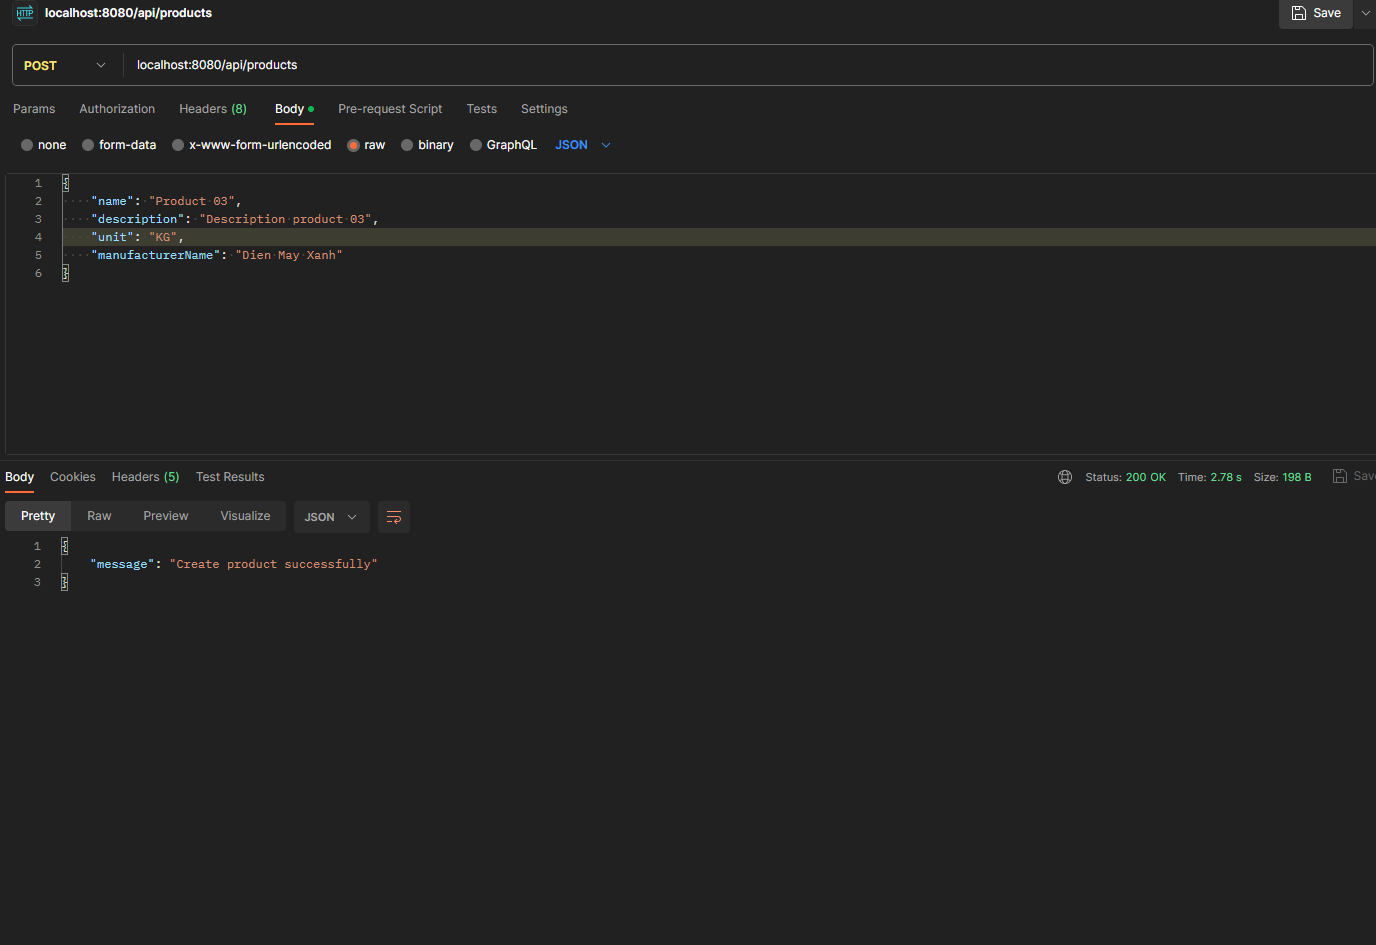 HTTP localhost:8080/api/products Save
POST localhost:8080/api/products
Params Authorization Headers (8) Body Pre-request Script Tests Settings
none form-data x-www-form-urlencoded raw binary GraphQL JSON
1 {
2 "name": "Product 03",
3 "description": "Description product 03",
4 "unit": "KG",
5 "manufacturerName": "Dien May Xanh"
6 }
Body Cookies Headers (5) Test Results Status: 200 OK Time: 2.78 s Size: 198 B Save
Pretty Raw Preview Visualize JSON
1 {
2 "message": "Create product successfully"
3 }